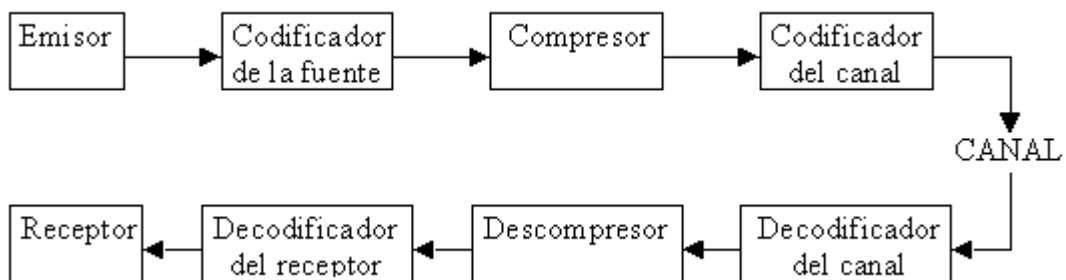 Emisor
Codificador
de la fuente
Compresor
Codificador
del canal
CANAL
Receptor
Decodificador
del receptor
Descompresor
Decodificador
del canal